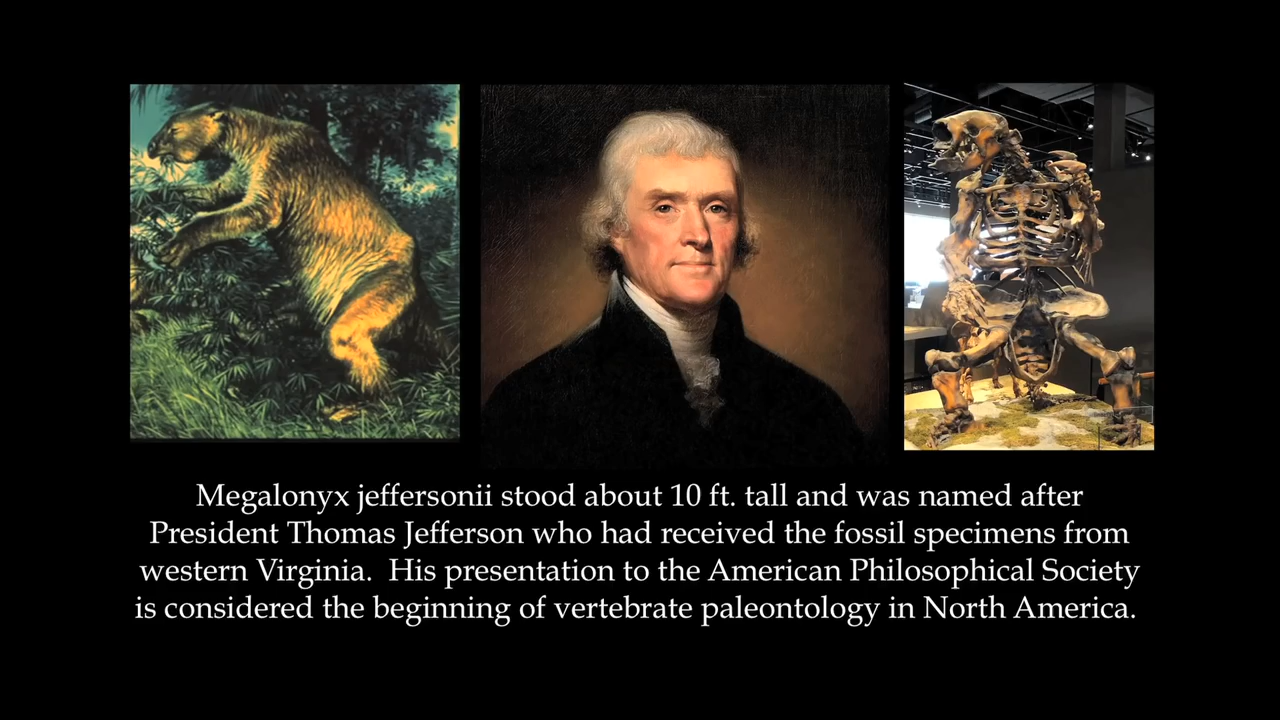 Megalonyx jeffersonii stood about 10 ft. tall and was named after
President Thomas Jefferson who had received the fossil specimens from
western Virginia.  His presentation to the American Philosophical Society
is considered the beginning of vertebrate paleontology in North America.